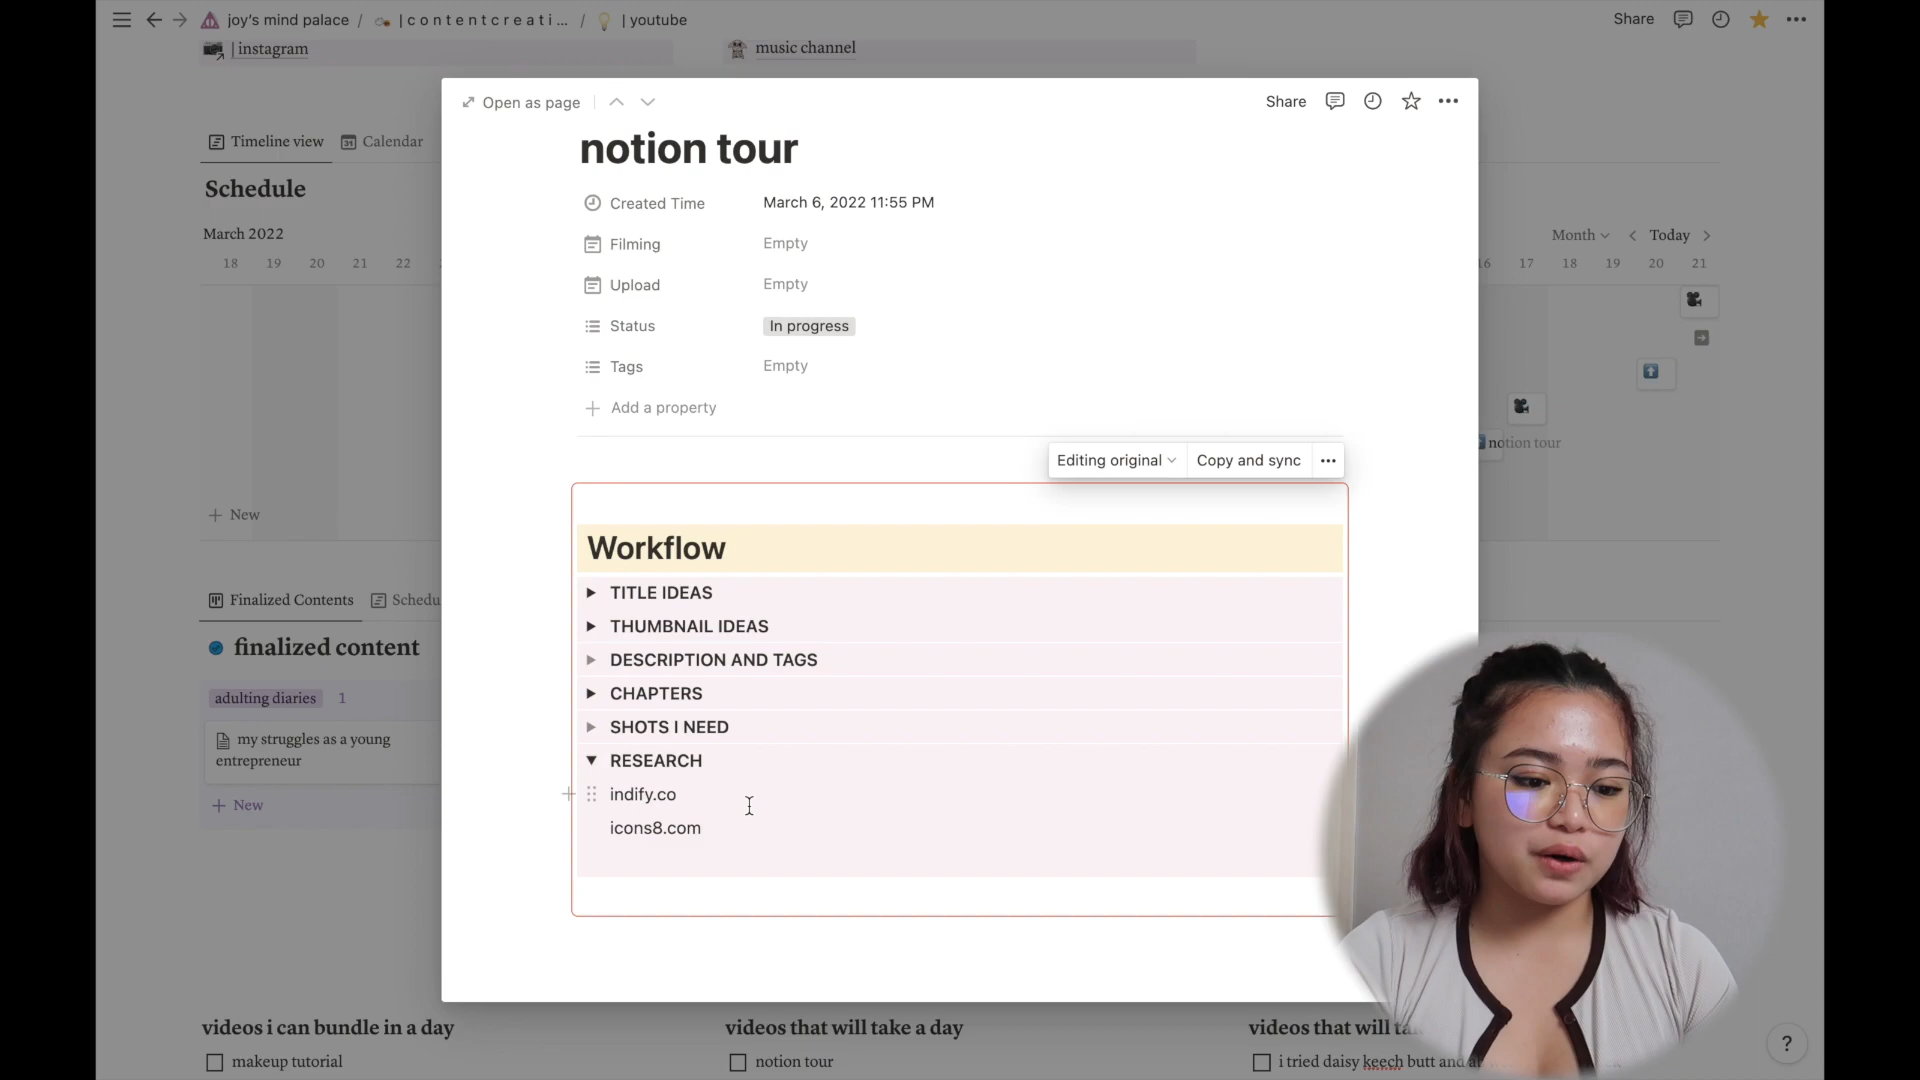 joy's mind palace / | c o n t e n t c r e a t i ... / | youtube
Share
| instagram
music channel
Timeline view
Calendar
Schedule
March 2022
18 19 20 21 22
Month
Today
17 18 19 20 21
notion tour
+ New
Finalized Contents
finalized content
adulting diaries 1
my struggles as a young
entrepreneur
+ New
videos i can bundle in a day
makeup tutorial
videos that will take a day
notion tour
videos that will
i tried daisy keech butt and
?
Open as page
Share
notion tour
Created Time March 6, 2022 11:55 PM
Filming Empty
Upload Empty
Status In progress
Tags Empty
+ Add a property
Editing original
Copy and sync
Workflow
TITLE IDEAS
THUMBNAIL IDEAS
DESCRIPTION AND TAGS
CHAPTERS
SHOTS I NEED
RESEARCH
indify.co
icons8.com